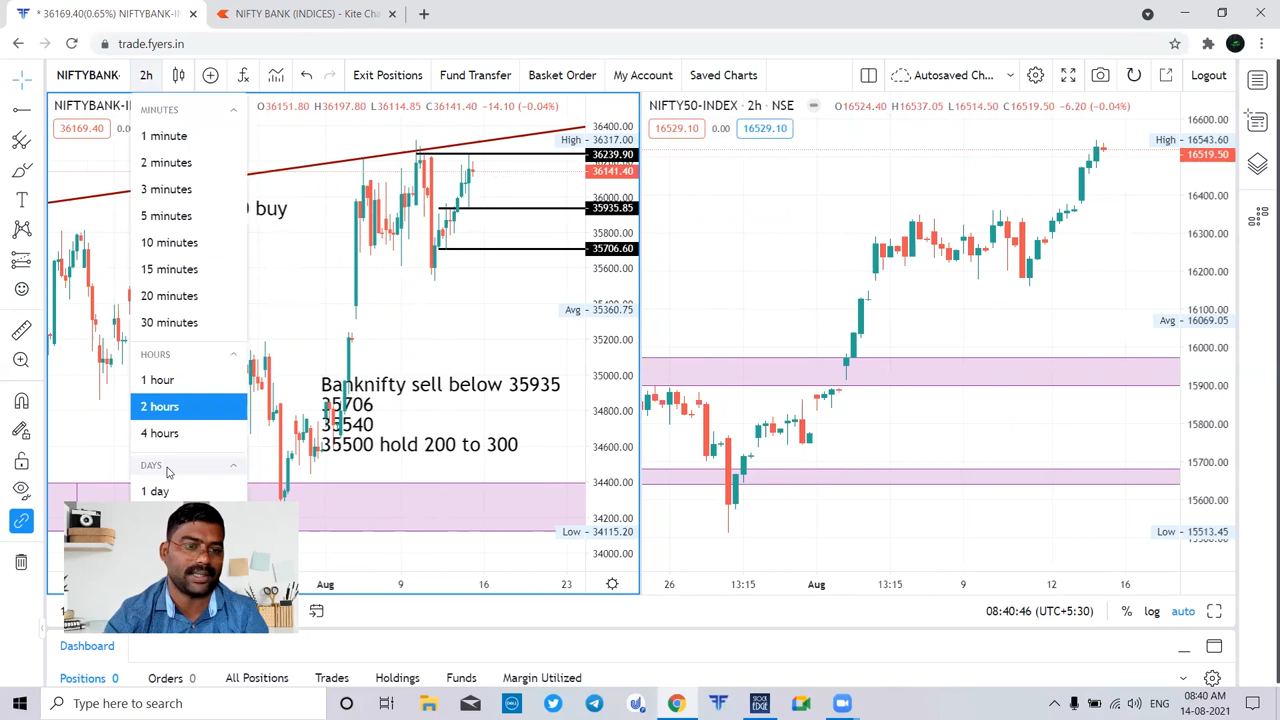 * 36169.40(0.65%) NIFTYBANK-IN
NIFTY BANK (INDICES) - Kite Cha
trade.fyers.in
NIFTYBANK-
2h
Exit Positions
Fund Transfer
Basket Order
My Account
Saved Charts
Autosaved Ch...
Logout
NIFTYBANK-I
O36151.80 H36197.80 L36114.85 C36141.40 -14.10 (-0.04%)
36169.40
MINUTES
1 minute
2 minutes
3 minutes
5 minutes
10 minutes
15 minutes
20 minutes
30 minutes
HOURS
1 hour
2 hours
4 hours
DAYS
1 day
buy
Banknifty sell below 35935
35706
35540
35500 hold 200 to 300
36400.00
High - 36317.00
36239.90
36141.40
36000.00
35935.85
35800.00
35706.60
35600.00
Avg - 35360.75
35200.00
35000.00
34800.00
34600.00
34400.00
34200.00
Low - 34115.20
34000.00
Aug 9 16 23
NIFTY50-INDEX · 2h · NSE
O16524.40 H16537.05 L16514.50 C16519.50 -6.20 (-0.04%)
16529.10 0.00 16529.10
16600.00
High - 16543.60
16519.50
16400.00
16300.00
16200.00
16100.00
Avg - 16069.05
16000.00
15900.00
15800.00
15700.00
15600.00
Low - 15513.45
26 13:15 Aug 13:15 9 12 16
08:40:46 (UTC+5:30) % log auto
Dashboard
Positions 0
Orders 0
All Positions
Trades
Holdings
Funds
Margin Utilized
Type here to search
DELL
STOCK EDGE
ENG
08:40 AM
14-08-2021